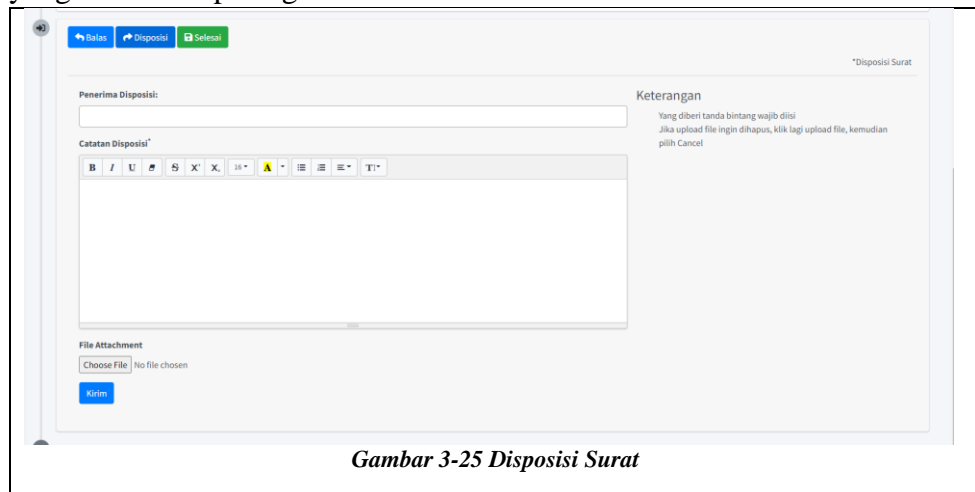 Balas Disposisi Selesai
*Disposisi Surat
Penerima Disposisi:
Catatan Disposisi*
B I U S X X 16 A T
File Attachment
Choose File No file chosen
Kirim
Keterangan
Yang diberi tanda bintang wajib diisi
Jika upload file ingin dihapus, klik lagi upload file, kemudian
pilih Cancel
Gambar 3-25 Disposisi Surat